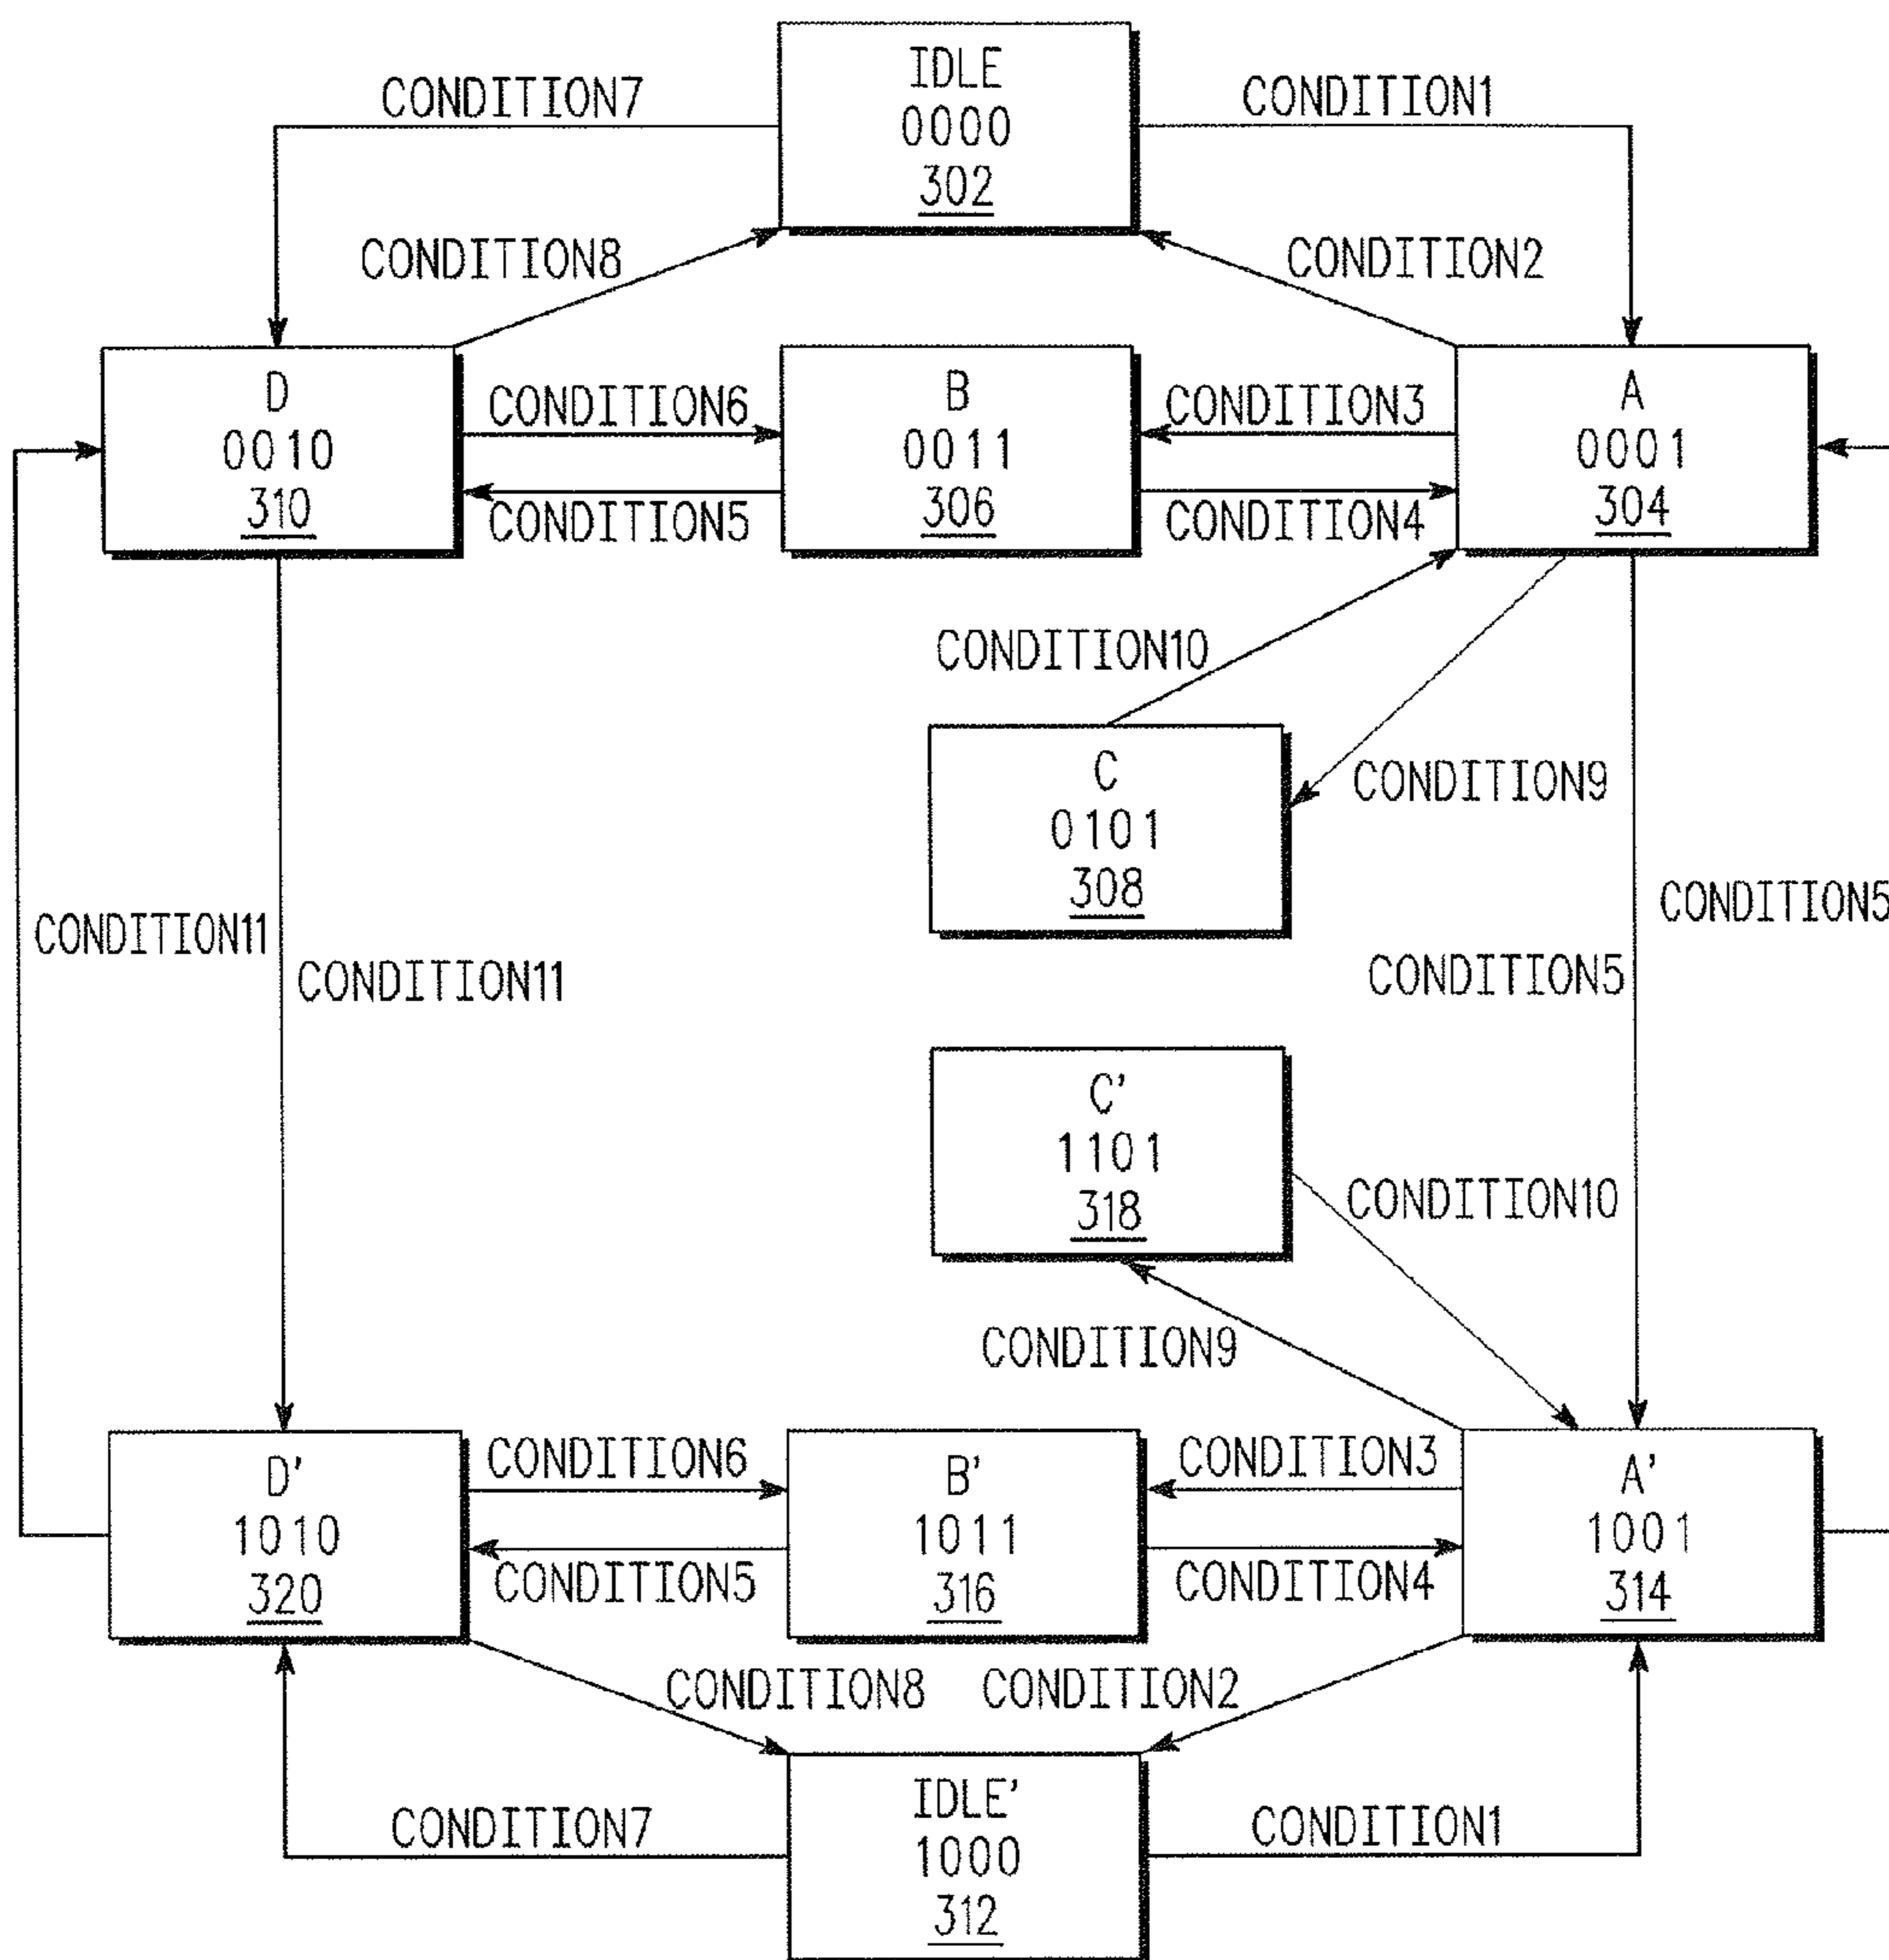 IDLE
0000
302
CONDITION7
CONDITION1
CONDITION8
CONDITION2
D
0010
310
CONDITION6
CONDITION5
B
0011
306
CONDITION3
CONDITION4
A
0001
304
CONDITION10
C
0101
308
CONDITION9
CONDITION5
CONDITION5
CONDITION11
CONDITION11
C'
1101
318
CONDITION10
CONDITION9
D'
1010
320
CONDITION6
CONDITION5
B'
1011
316
CONDITION3
CONDITION4
A'
1001
314
CONDITION8
CONDITION2
CONDITION7
IDLE'
1000
312
CONDITION1